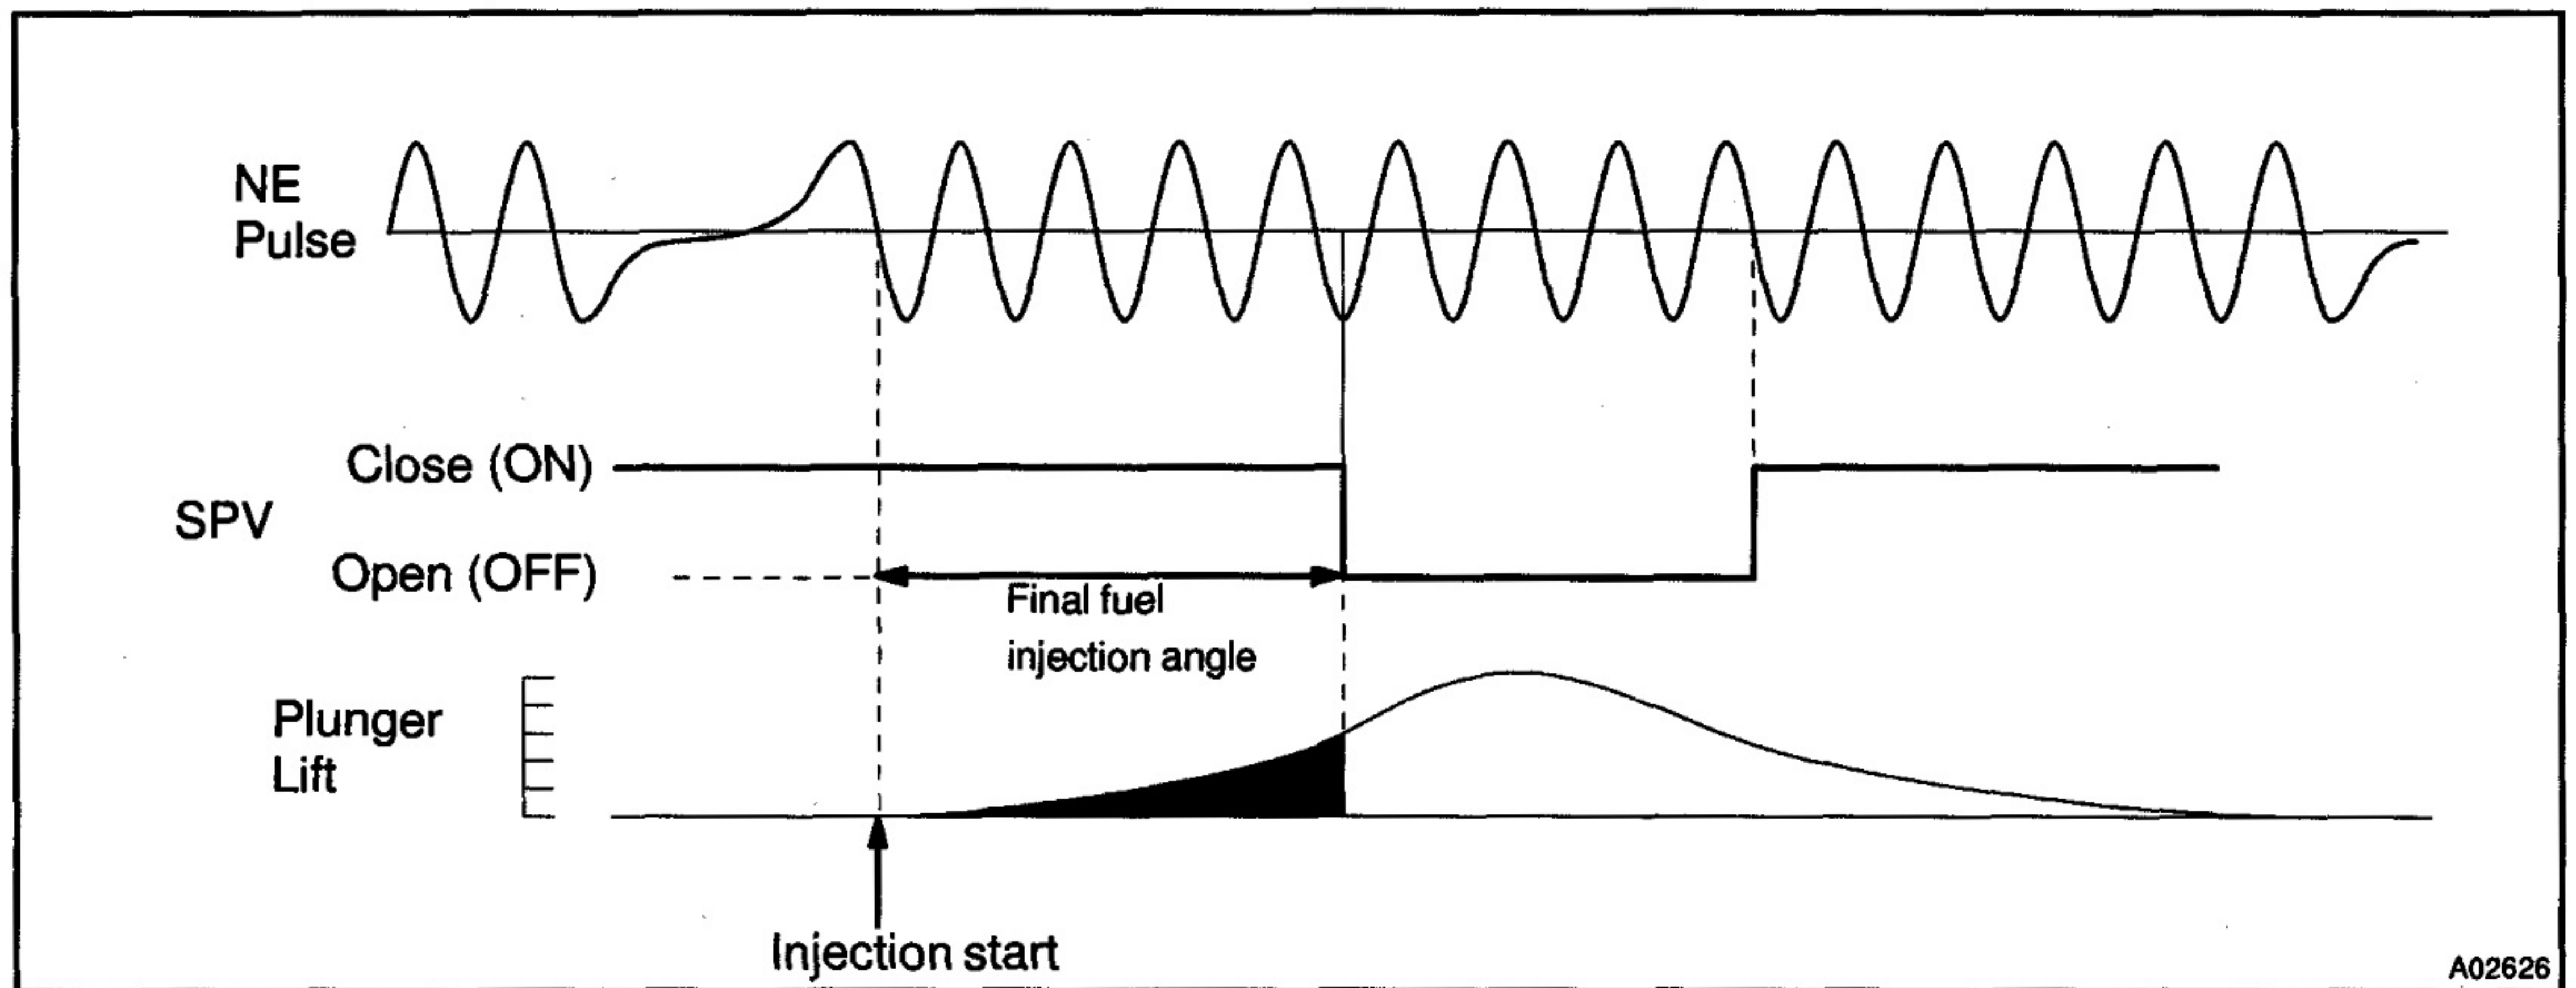 NE
Pulse
Close (ON)
SPV
Open (OFF)
Final fuel
injection angle
Plunger
Lift
Injection start
A02626